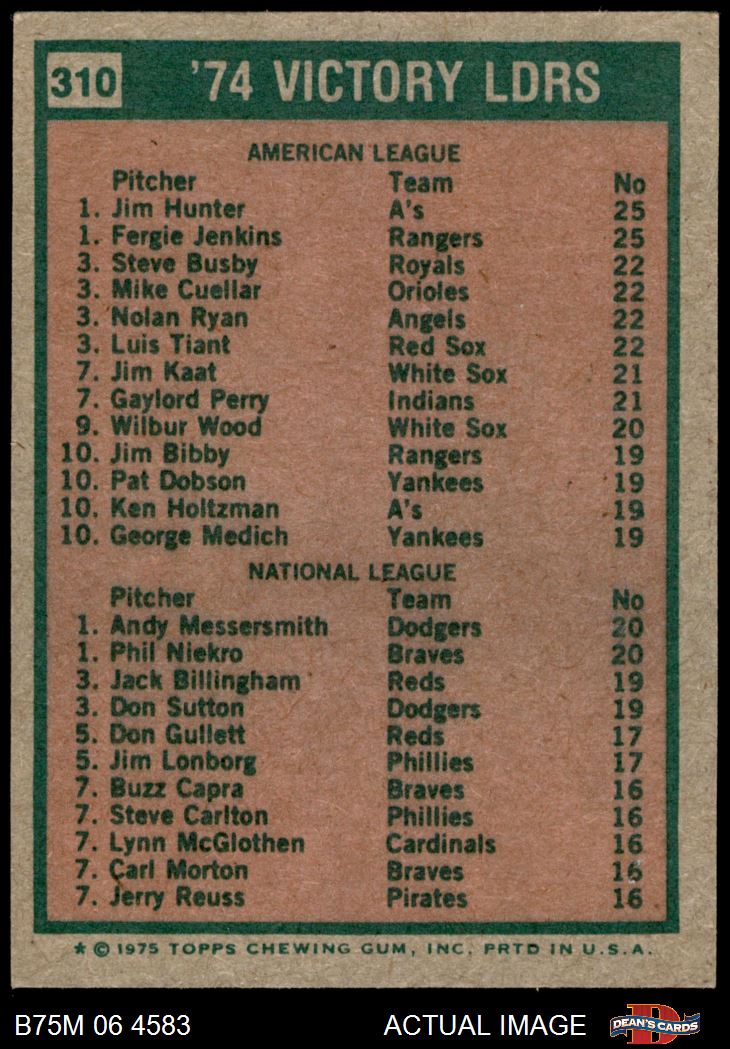 310 '74 VICTORY LDRS
AMERICAN LEAGUE
Pitcher Team No
1. Jim Hunter A's 25
1. Fergie Jenkins Rangers 25
3. Steve Busby Royals 22
3. Mike Cuellar Orioles 22
3. Nolan Ryan Angels 22
3. Luis Tiant Red Sox 22
7. Jim Kaat White Sox 21
7. Gaylord Perry Indians 21
9. Wilbur Wood White Sox 20
10. Jim Bibby Rangers 19
10. Pat Dobson Yankees 19
10. Ken Holtzman A's 19
10. George Medich Yankees 19
NATIONAL LEAGUE
Pitcher Team No
1. Andy Messersmith Dodgers 20
1. Phil Niekro Braves 20
3. Jack Billingham Reds 19
3. Don Sutton Dodgers 19
5. Don Gullett Reds 17
5. Jim Lonborg Phillies 17
7. Buzz Capra Braves 16
7. Steve Carlton Phillies 16
7. Lynn McGlothen Cardinals 16
7. Carl Morton Braves 16
7. Jerry Reuss Pirates 16
* © 1975 TOPPS CHEWING GUM, INC. PRTD IN U.S.A.
B75M 06 4583 ACTUAL IMAGE D DEAN'S CARDS